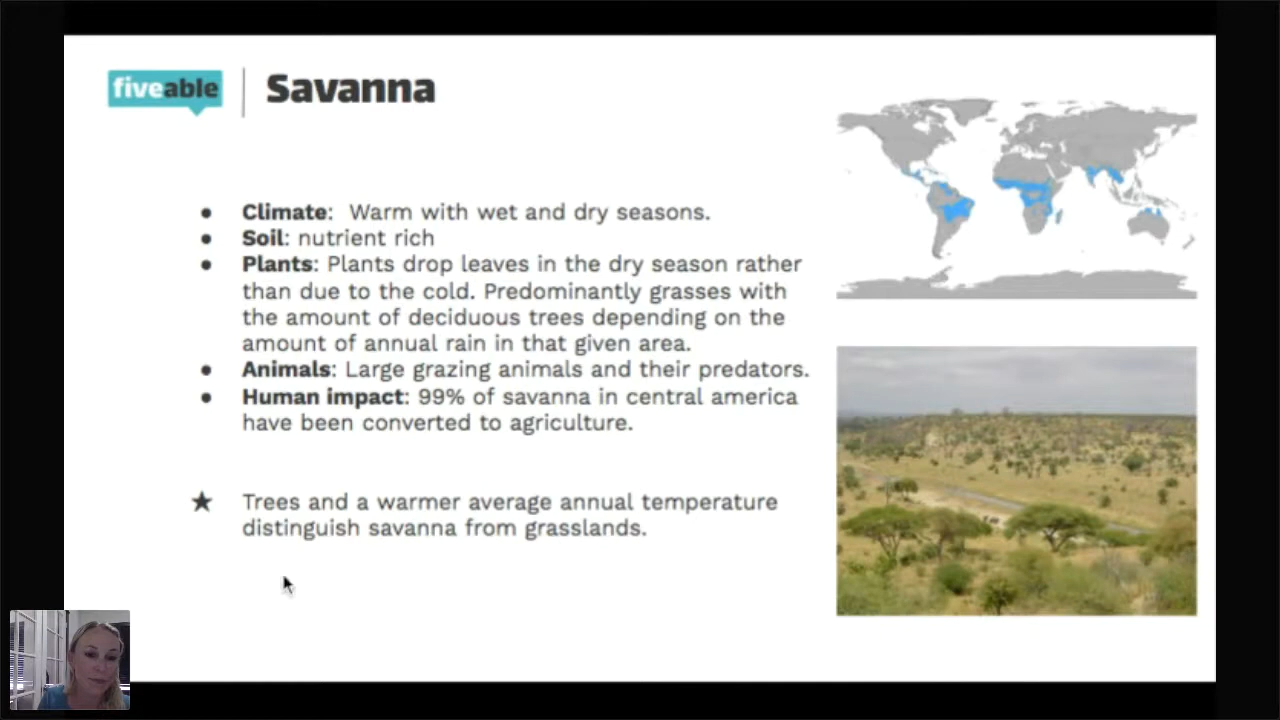 fiveable
Savanna
● Climate:  Warm with wet and dry seasons.
● Soil: nutrient rich
● Plants: Plants drop leaves in the dry season rather
than due to the cold. Predominantly grasses with
the amount of deciduous trees depending on the
amount of annual rain in that given area.
● Animals: Large grazing animals and their predators.
● Human impact: 99% of savanna in central america
have been converted to agriculture.
★ Trees and a warmer average annual temperature
distinguish savanna from grasslands.